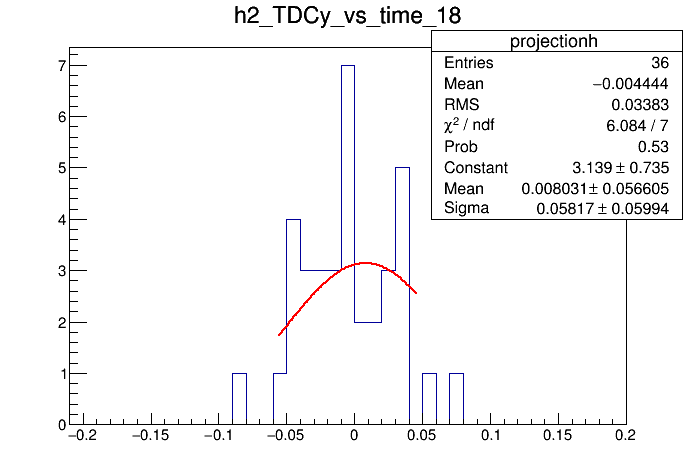 h2_TDCy_vs_time_18
projectionh
Entries 36
Mean −0.004444
RMS 0.03383
χ² / ndf 6.084 / 7
Prob 0.53
Constant 3.139 ± 0.735
Mean 0.008031 ± 0.056605
Sigma 0.05817 ± 0.05994
7
6
5
4
3
2
1
0
−0.2 −0.15 −0.1 −0.05 0 0.05 0.1 0.15 0.2